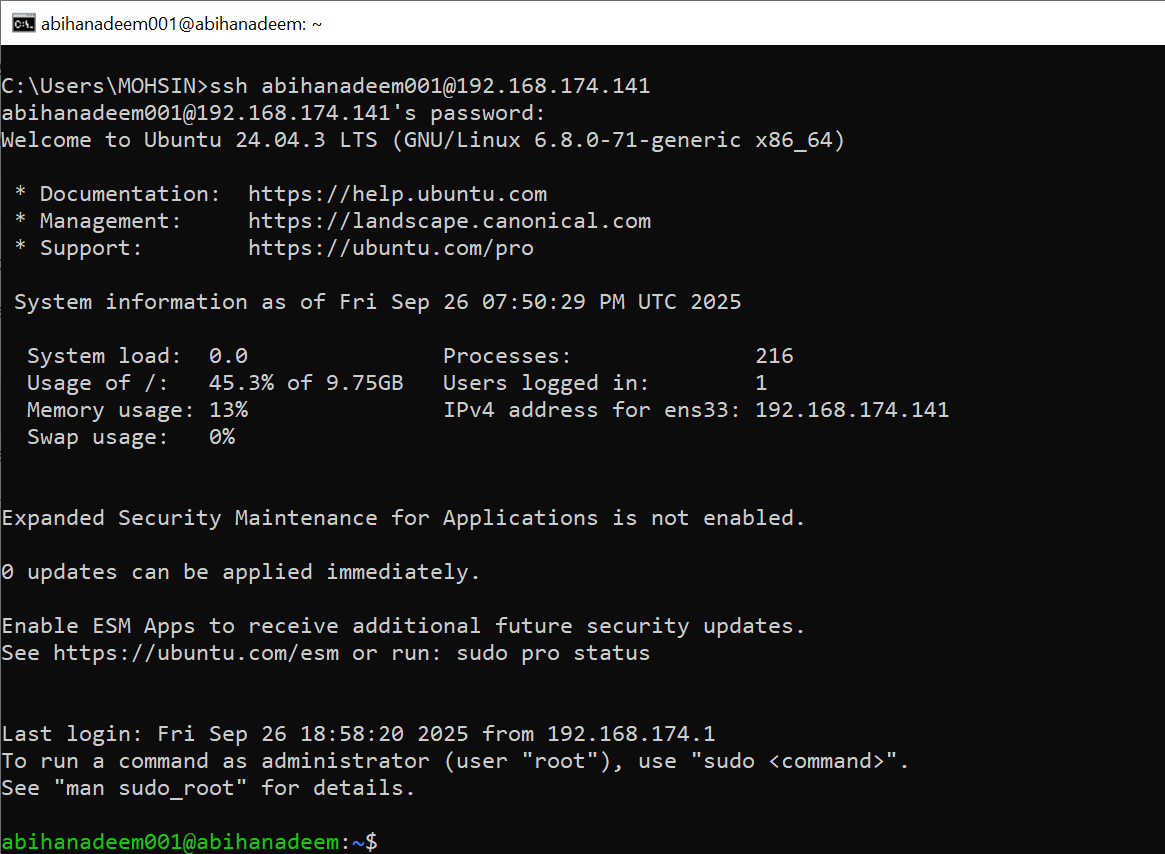 abihanadeem001@abihanadeem: ~
C:\Users\MOHSIN>ssh abihanadeem001@192.168.174.141
abihanadeem001@192.168.174.141's password:
Welcome to Ubuntu 24.04.3 LTS (GNU/Linux 6.8.0-71-generic x86_64)
* Documentation:  https://help.ubuntu.com
* Management:     https://landscape.canonical.com
* Support:        https://ubuntu.com/pro
System information as of Fri Sep 26 07:50:29 PM UTC 2025
System load:  0.0               Processes:              216
Usage of /:   45.3% of 9.75GB   Users logged in:        1
Memory usage: 13%               IPv4 address for ens33: 192.168.174.141
Swap usage:   0%
Expanded Security Maintenance for Applications is not enabled.
0 updates can be applied immediately.
Enable ESM Apps to receive additional future security updates.
See https://ubuntu.com/esm or run: sudo pro status
Last login: Fri Sep 26 18:58:20 2025 from 192.168.174.1
To run a command as administrator (user "root"), use "sudo <command>".
See "man sudo_root" for details.
abihanadeem001@abihanadeem:~$